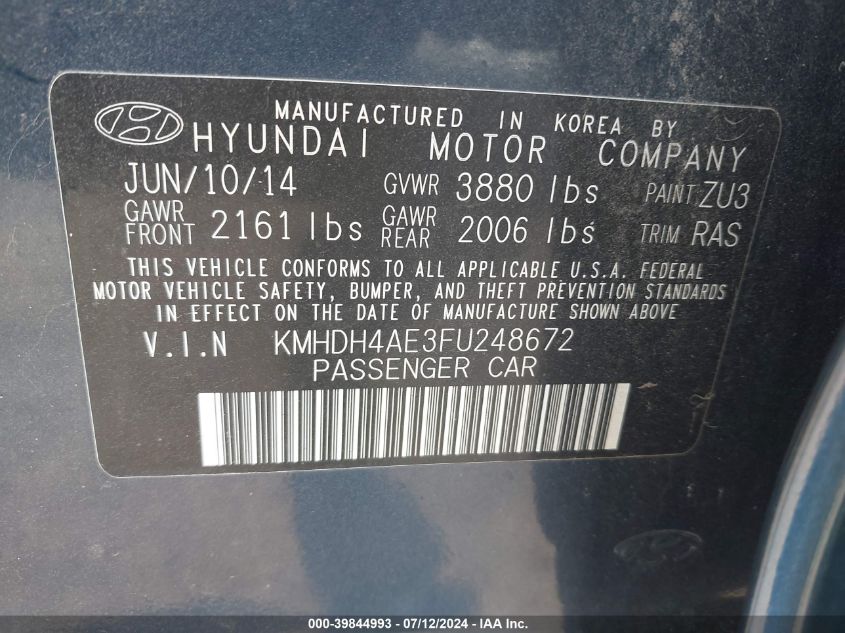 MANUFACTURED IN KOREA BY
HYUNDAI MOTOR COMPANY
JUN/10/14 GVWR 3880 lbs PAINT ZU3
GAWR FRONT 2161 lbs GAWR REAR 2006 lbs TRIM RAS
THIS VEHICLE CONFORMS TO ALL APPLICABLE U.S.A. FEDERAL
MOTOR VEHICLE SAFETY, BUMPER, AND THEFT PREVENTION STANDARDS
IN EFFECT ON THE DATE OF MANUFACTURE SHOWN ABOVE
V.I.N KMHDH4AE3FU248672
PASSENGER CAR
000-39844993 - 07/12/2024 - IAA Inc.